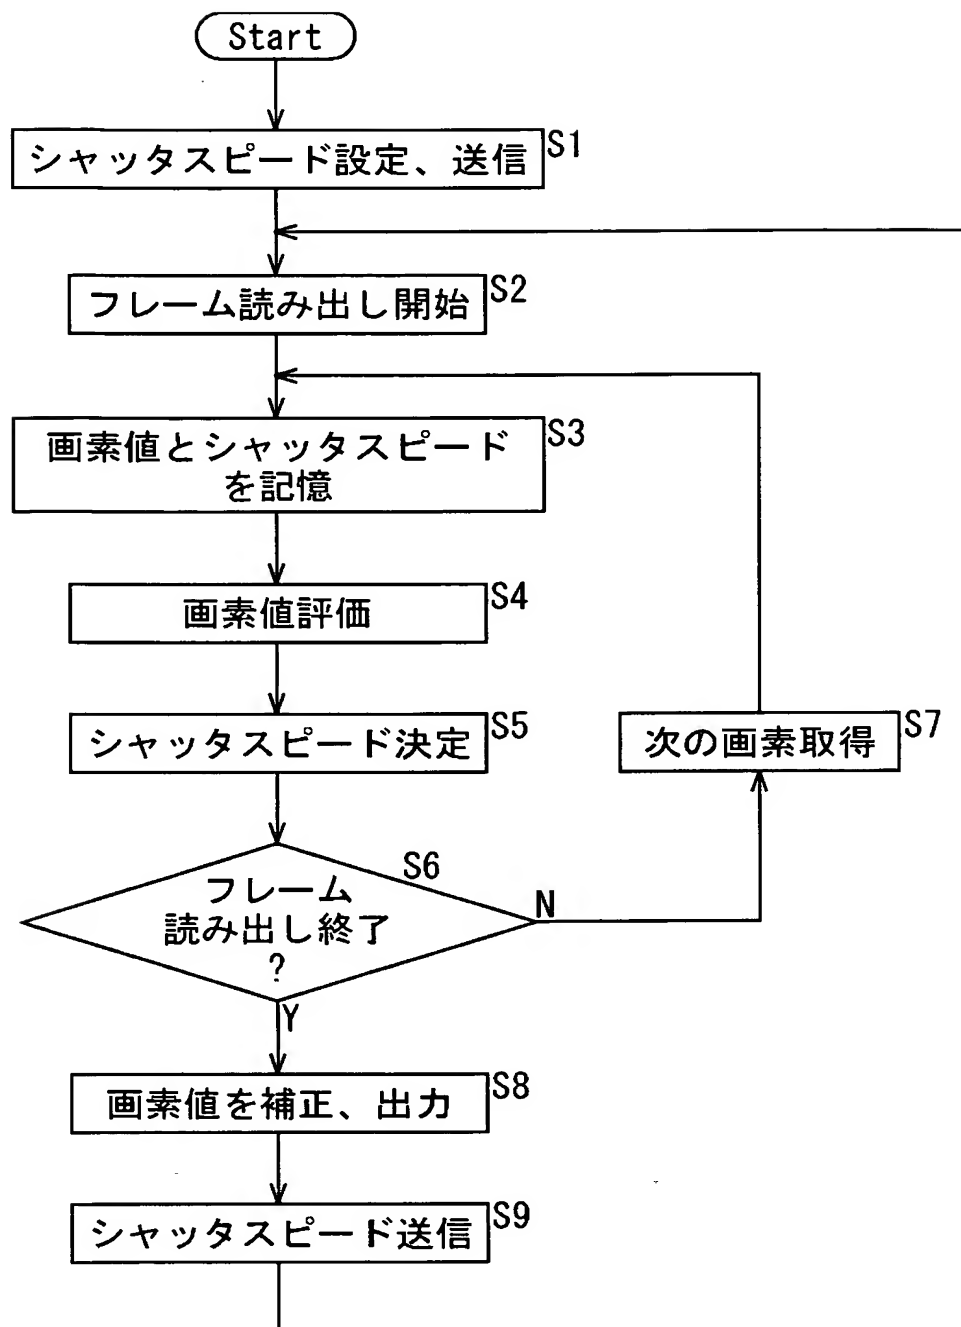 Start
シャッタスピード設定、送信
S1
フレーム読み出し開始
S2
画素値とシャッタスピード
を記憶
S3
画素値評価
S4
シャッタスピード決定
S5
次の画素取得
S7
S6
フレーム
読み出し終了
?
N
Y
画素値を補正、出力
S8
シャッタスピード送信
S9